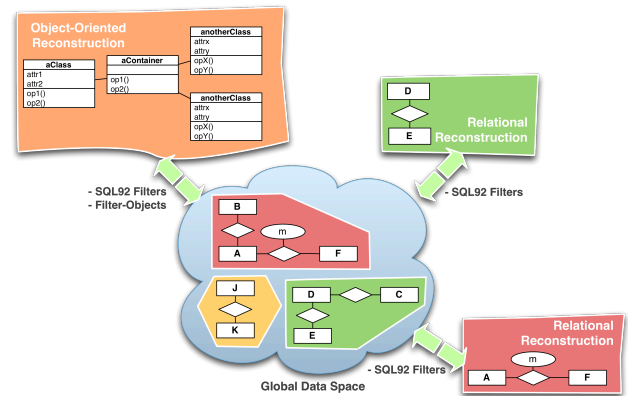 Object-Oriented
Reconstruction
aClass
attr1
attr2
op1()
op2()
aContainer
op1()
op2()
anotherClass
attrx
attry
opX()
opY()
anotherClass
attrx
attry
opX()
opY()
D
E
Relational
Reconstruction
- SQL92 Filters
- Filter-Objects
- SQL92 Filters
B
m
A
F
J
K
D
C
E
- SQL92 Filters
Global Data Space
Relational
Reconstruction
m
A
F